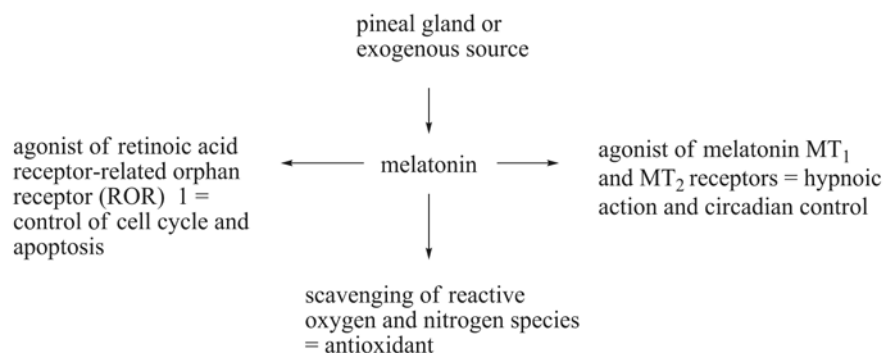 pineal gland or
exogenous source
agonist of retinoic acid
receptor-related orphan
receptor (ROR) 1 =
control of cell cycle and
apoptosis
melatonin
agonist of melatonin MT₁
and MT₂ receptors = hypnoic
action and circadian control
scavenging of reactive
oxygen and nitrogen species
= antioxidant